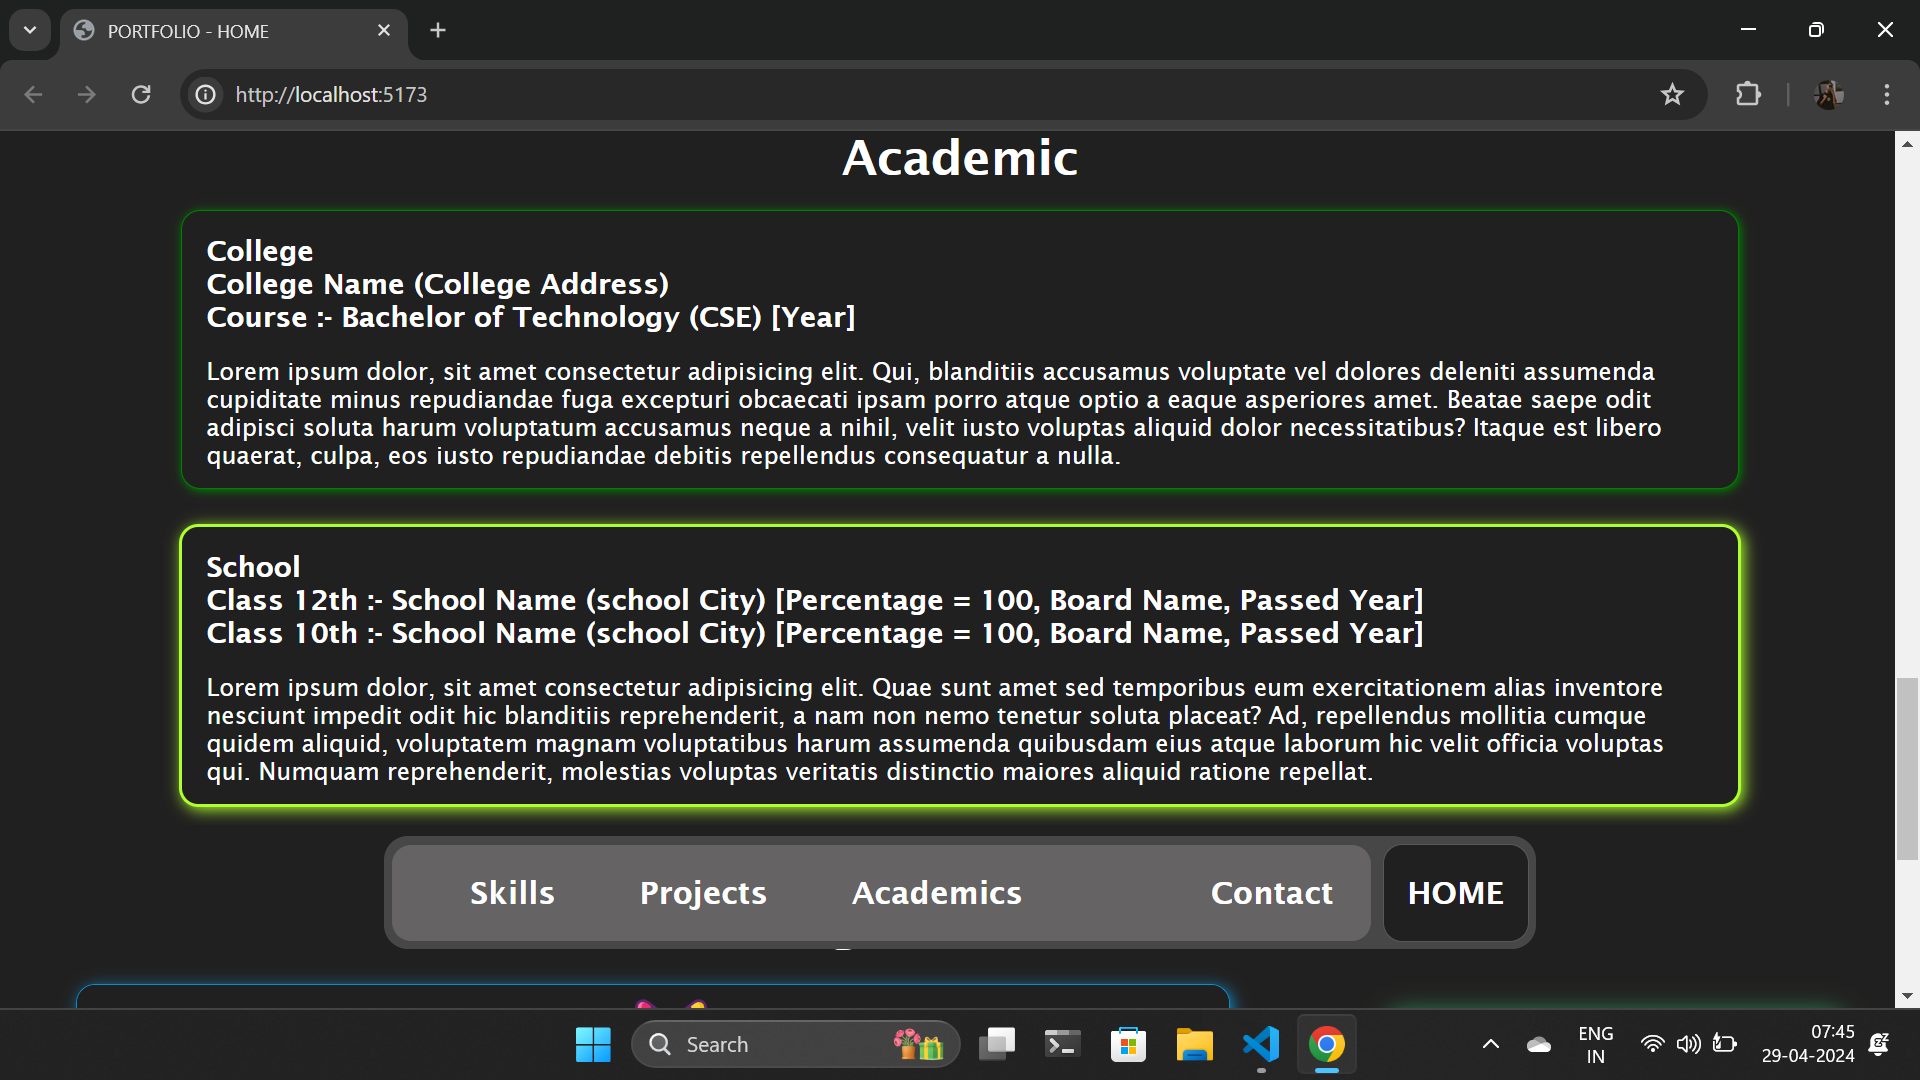 PORTFOLIO - HOME
http://localhost:5173
Academic
College
College Name (College Address)
Course :- Bachelor of Technology (CSE) [Year]
Lorem ipsum dolor, sit amet consectetur adipisicing elit. Qui, blanditiis accusamus voluptate vel dolores deleniti assumenda
cupiditate minus repudiandae fuga excepturi obcaecati ipsam porro atque optio a eaque asperiores amet. Beatae saepe odit
adipisci soluta harum voluptatum accusamus neque a nihil, velit iusto voluptas aliquid dolor necessitatibus? Itaque est libero
quaerat, culpa, eos iusto repudiandae debitis repellendus consequatur a nulla.
School
Class 12th :- School Name (school City) [Percentage = 100, Board Name, Passed Year]
Class 10th :- School Name (school City) [Percentage = 100, Board Name, Passed Year]
Lorem ipsum dolor, sit amet consectetur adipisicing elit. Quae sunt amet sed temporibus eum exercitationem alias inventore
nesciunt impedit odit hic blanditiis reprehenderit, a nam non nemo tenetur soluta placeat? Ad, repellendus mollitia cumque
quidem aliquid, voluptatem magnam voluptatibus harum assumenda quibusdam eius atque laborum hic velit officia voluptas
qui. Numquam reprehenderit, molestias voluptas veritatis distinctio maiores aliquid ratione repellat.
Skills Projects Academics Contact HOME
Search
ENG
IN
07:45
29-04-2024